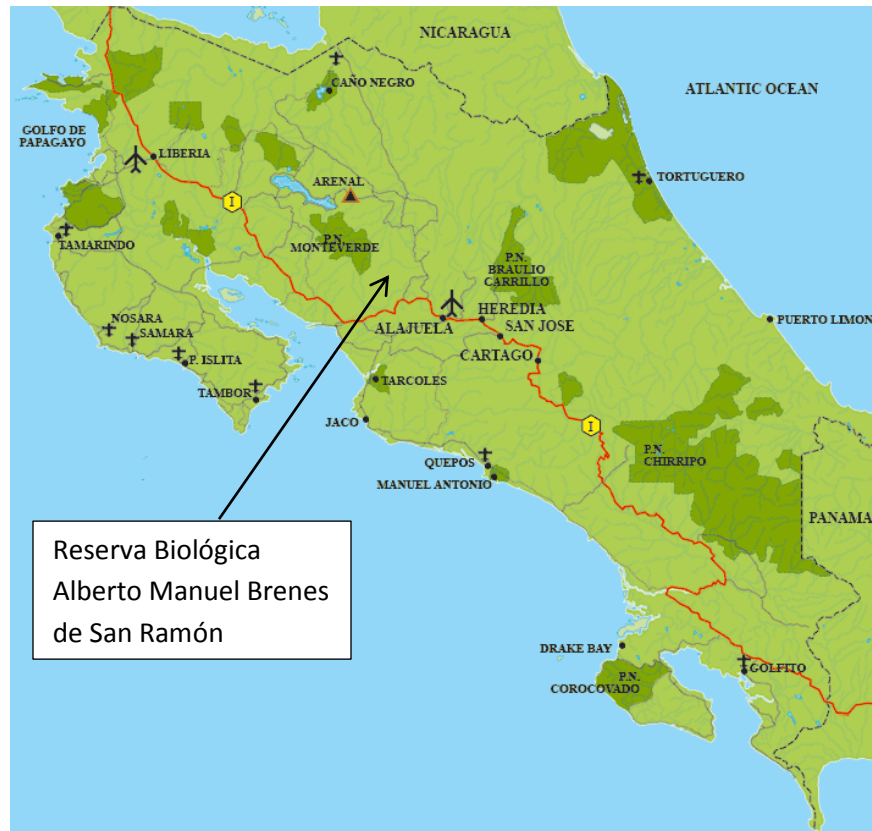 NICARAGUA
CAÑO NEGRO
ATLANTIC OCEAN
GOLFO DE
PAPAGAYO
LIBERIA
ARENAL
TORTUGUERO
I
P.N.
MONTEVERDE
TAMARINDO
P.N.
BRAULIO
CARRILLO
NOSARA
SAMARA
HEREDIA
PUERTO LIMON
ALAJUELA
SAN JOSE
P. ISLITA
CARTAGO
TARCOLES
TAMBOR
JACO
I
P.N.
CHIRRIPO
QUEPOS
MANUEL ANTONIO
PANAMA
Reserva Biológica
Alberto Manuel Brenes
de San Ramón
DRAKE BAY
GOLFITO
P.N.
COROCOVADO